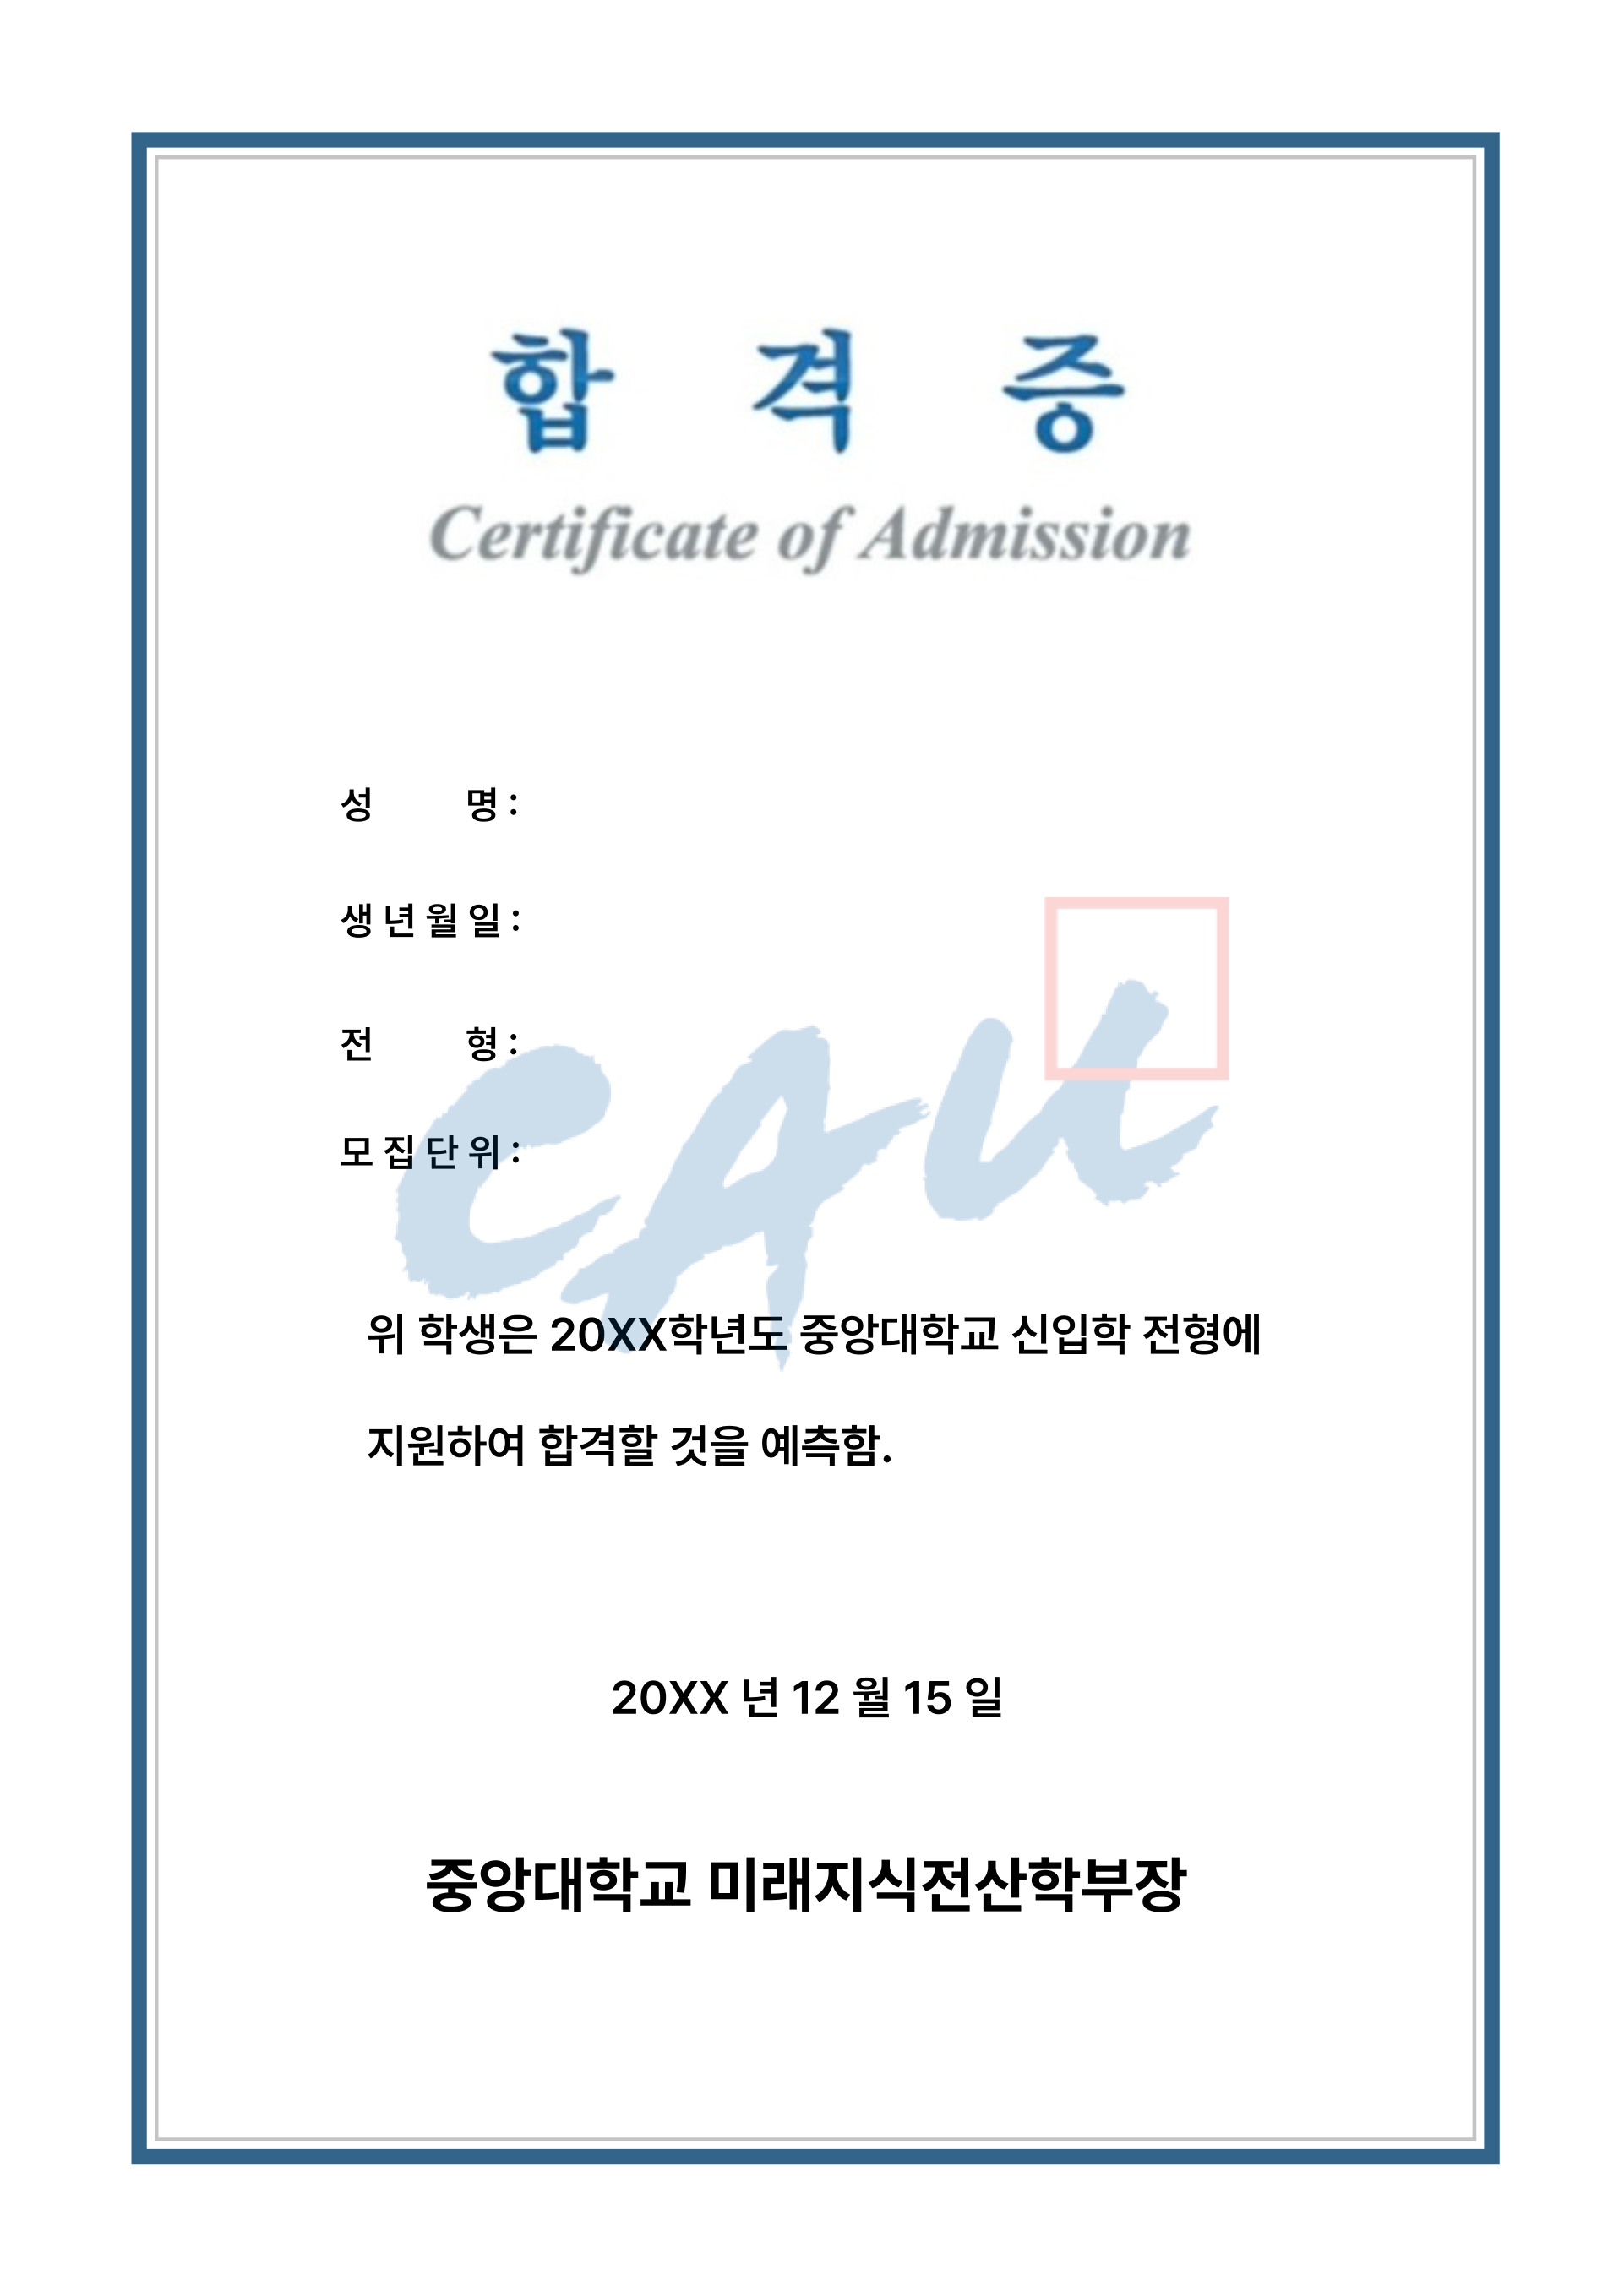 합 격 증
Certificate of Admission
성 명 :
생 년 월 일 :
전 형 :
모 집 단 위 :
CAU
위 학생은 20XX학년도 중앙대학교 신입학 전형에
지원하여 합격할 것을 예측함.
20XX 년 12 월 15 일
중앙대학교 미래지식전산학부장